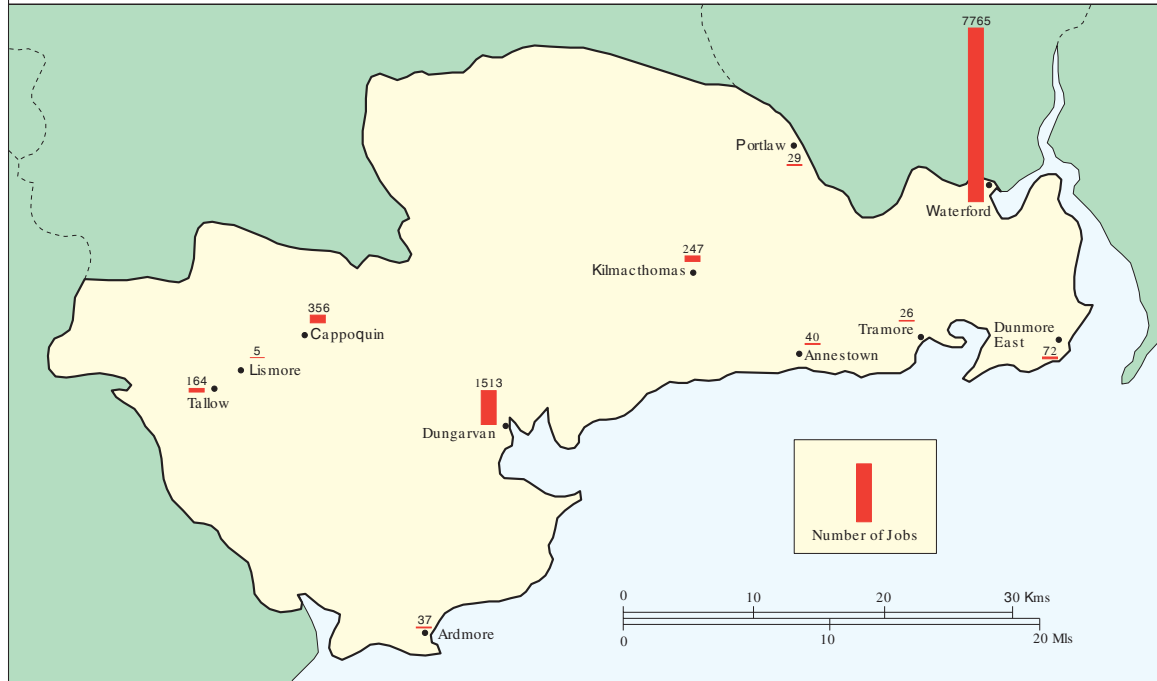 7765
Portlaw
29
Waterford
247
Kilmacthomas
356
Cappoquin
26
Tramore
Dunmore
East
72
40
Annestown
5
Lismore
164
Tallow
1513
Dungarvan
Number of Jobs
37
Ardmore
0 10 20 30 Kms
0 10 20 Mls